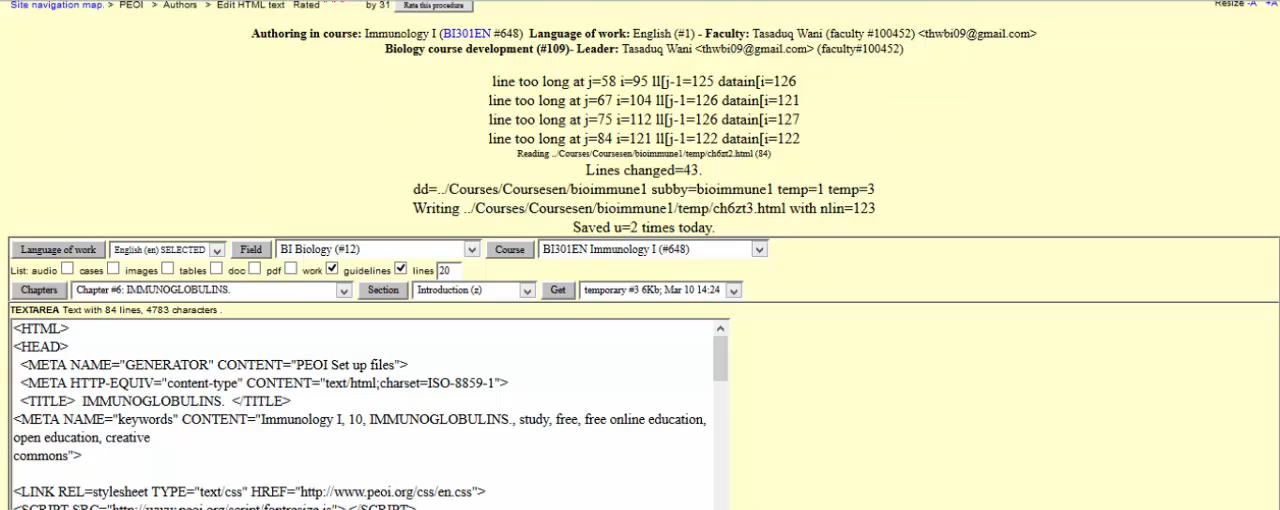 Site navigation map. > PEOI > Authors > Edit HTML text Rated by 31 Rate this procedure Resize -A +A
Authoring in course: Immunology I (BI301EN #648) Language of work: English (#1) - Faculty: Tasaduq Wani (faculty #100452) <thwbi09@gmail.com>
Biology course development (#109)- Leader: Tasaduq Wani <thwbi09@gmail.com> (faculty#100452)
line too long at j=58 i=95 ll[j-1=125 datain[i=126
line too long at j=67 i=104 ll[j-1=126 datain[i=121
line too long at j=75 i=112 ll[j-1=126 datain[i=127
line too long at j=84 i=121 ll[j-1=122 datain[i=122
Reading ../Courses/Coursesen/bioimmune1/temp/ch6zt2.html (84)
Lines changed=43.
dd=../Courses/Coursesen/bioimmune1 subby=bioimmune1 temp=1 temp=3
Writing ../Courses/Coursesen/bioimmune1/temp/ch6zt3.html with nlin=123
Saved u=2 times today.
Language of work English (en) SELECTED Field BI Biology (#12) Course BI301EN Immunology I (#648)
List: audio cases images tables doc pdf work guidelines lines 20
Chapters Chapter #6: IMMUNOGLOBULINS. Section Introduction (z) Get temporary #3 6Kb; Mar 10 14:24
TEXTAREA Text with 84 lines, 4783 characters .
<HTML>
<HEAD>
<META NAME="GENERATOR" CONTENT="PEOI Set up files">
<META HTTP-EQUIV="content-type" CONTENT="text/html;charset=ISO-8859-1">
<TITLE> IMMUNOGLOBULINS. </TITLE>
<META NAME="keywords" CONTENT="Immunology I, 10, IMMUNOGLOBULINS., study, free, free online education,
open education, creative
commons">
<LINK REL=stylesheet TYPE="text/css" HREF="http://www.peoi.org/css/en.css">
<SCRIPT SRC="http://www.peoi.org/script/fontresize.js"> </SCRIPT>